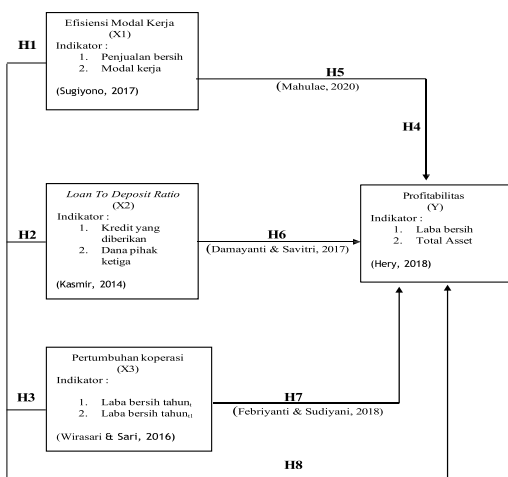 Efisiensi Modal Kerja
(X1)
Indikator :
1. Penjualan bersih
2. Modal kerja
(Sugiyono, 2017)
H1
H5
(Mahulae, 2020)
H4
Loan To Deposit Ratio
(X2)
Indikator :
1. Kredit yang
diberikan
2. Dana pihak
ketiga
(Kasmir, 2014)
H2
H6
(Damayanti & Savitri, 2017)
Profitabilitas
(Y)
Indikator :
1. Laba bersih
2. Total Asset
(Hery, 2018)
Pertumbuhan koperasi
(X3)
Indikator :
1. Laba bersih tahun
2. Laba bersih tahun
(Wirasari & Sari, 2016)
H3
H7
(Febriyanti & Sudiyani, 2018)
H8